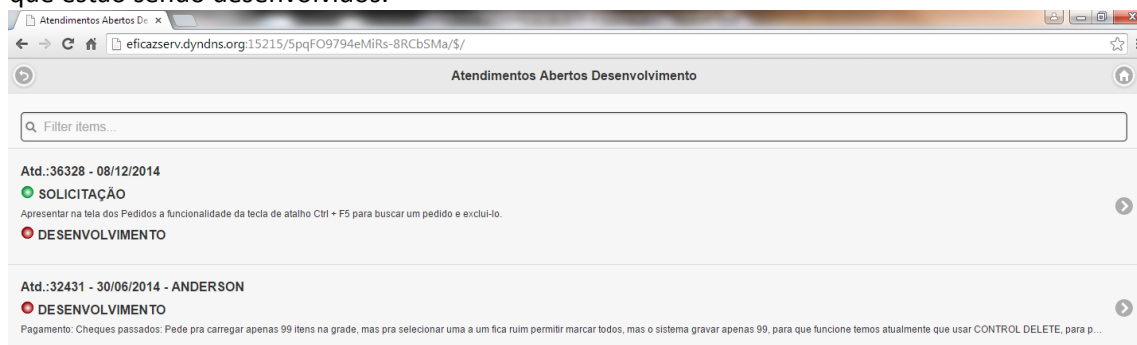 que estão sendo desenvolvidos.
Atendimentos Abertos De
eficazserv.dyndns.org:15215/5pqFO9794eMiRs-8RCbSMa/$/
Atendimentos Abertos Desenvolvimento
Filter items...
Atd.:36328 - 08/12/2014
SOLICITAÇÃO
Apresentar na tela dos Pedidos a funcionalidade da tecla de atalho Ctrl + F5 para buscar um pedido e exclui-lo.
DESENVOLVIMENTO
Atd.:32431 - 30/06/2014 - ANDERSON
DESENVOLVIMENTO
Pagamento: Cheques passados: Pede pra carregar apenas 99 itens na grade, mas pra selecionar uma a um fica ruim permitir marcar todos, mas o sistema gravar apenas 99, para que funcione temos atualmente que usar CONTROL DELETE, para p...